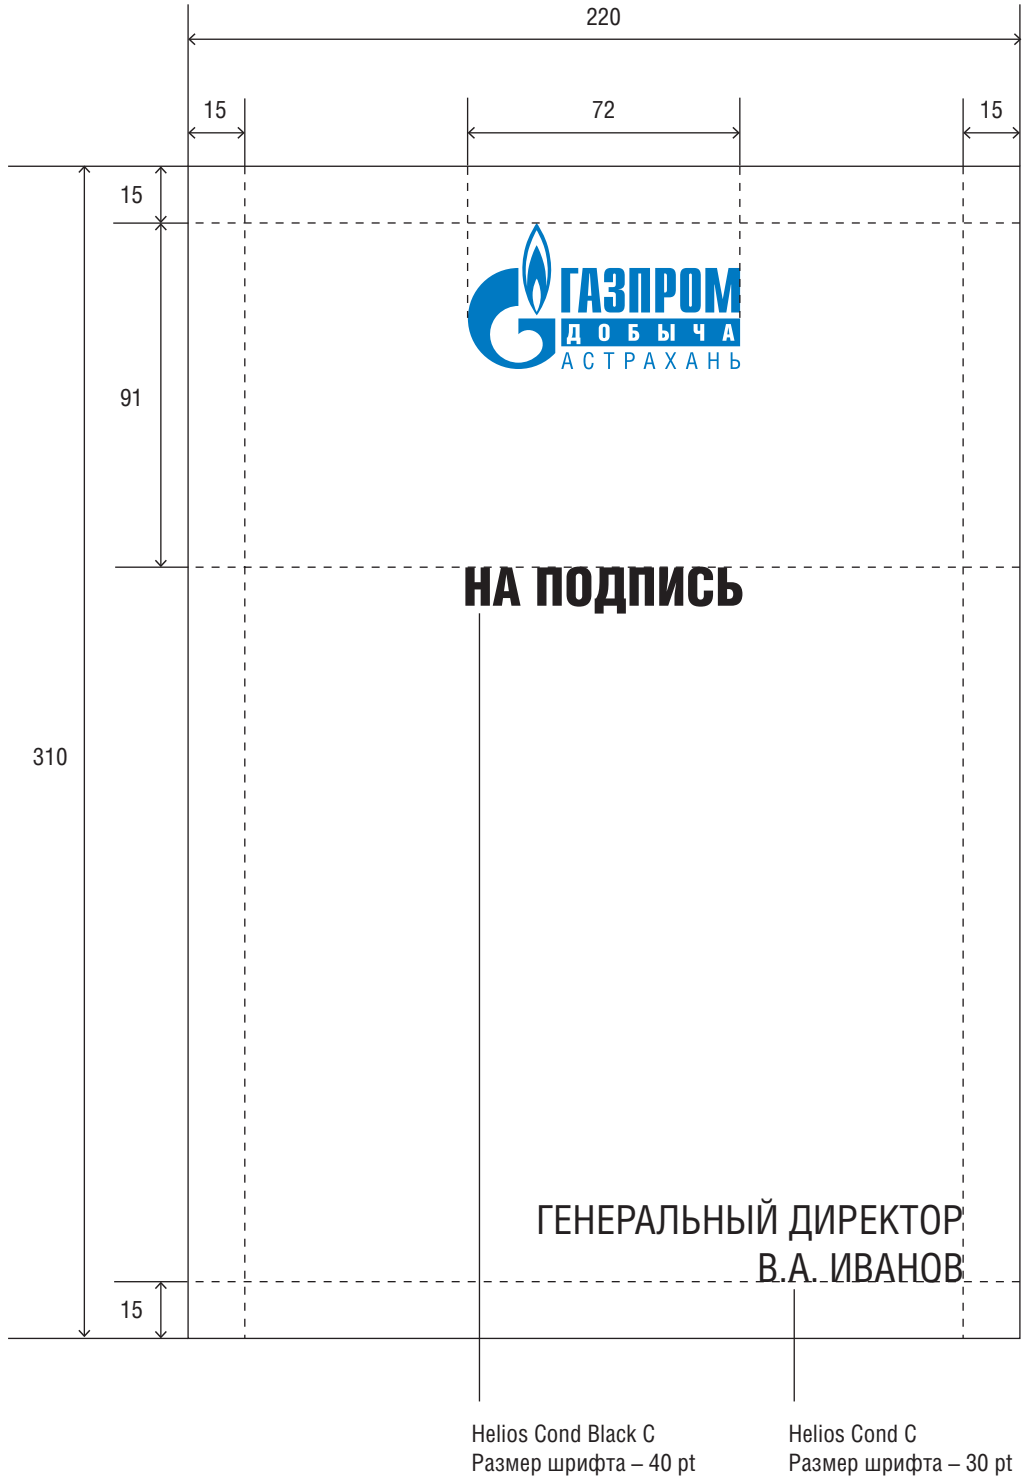 220
15
72
15
15
ГАЗПРОМ
ДОБЫЧА
АСТРАХАНЬ
91
НА ПОДПИСЬ
310
ГЕНЕРАЛЬНЫЙ ДИРЕКТОР
В.А. ИВАНОВ
15
Helios Cond Black C
Размер шрифта – 40 pt
Helios Cond C
Размер шрифта – 30 pt